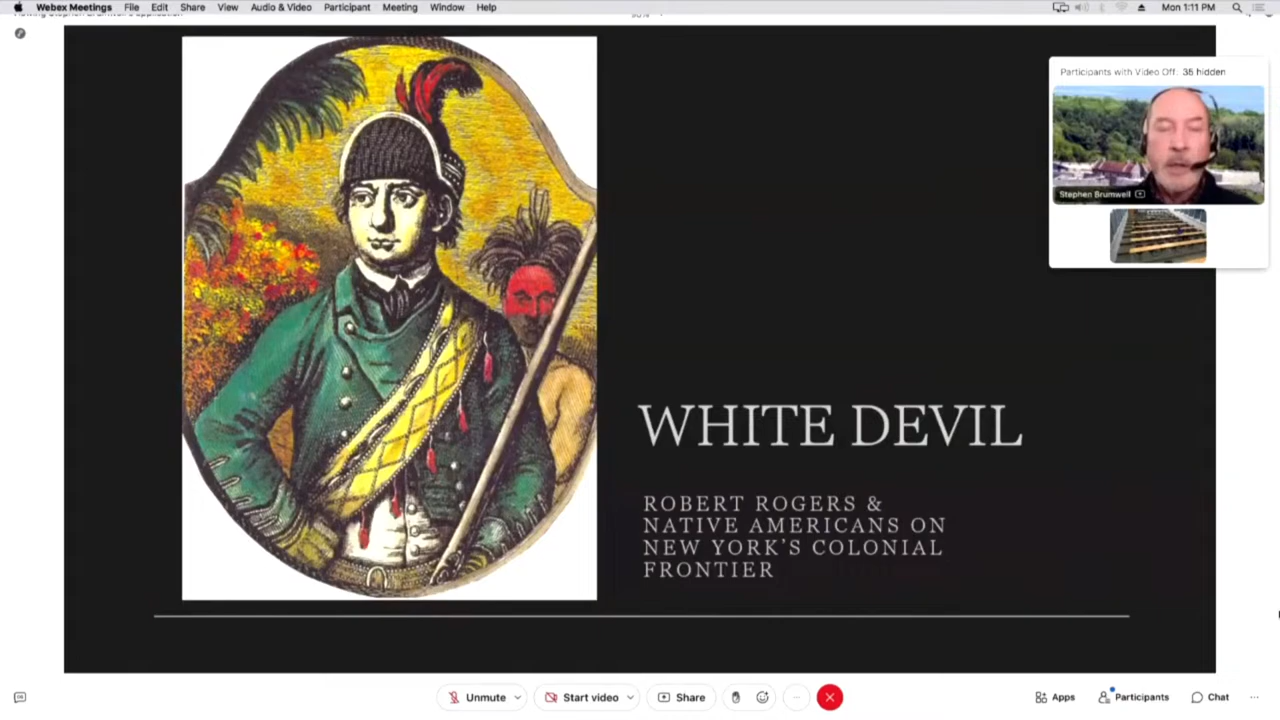 Webex Meetings File Edit Share View Audio & Video Participant Meeting Window Help Mon 1:11 PM
Participants with Video Off: 35 hidden
Stephen Brumwell
WHITE DEVIL
ROBERT ROGERS &
NATIVE AMERICANS ON
NEW YORK'S COLONIAL
FRONTIER
Unmute Start video Share Apps Participants Chat